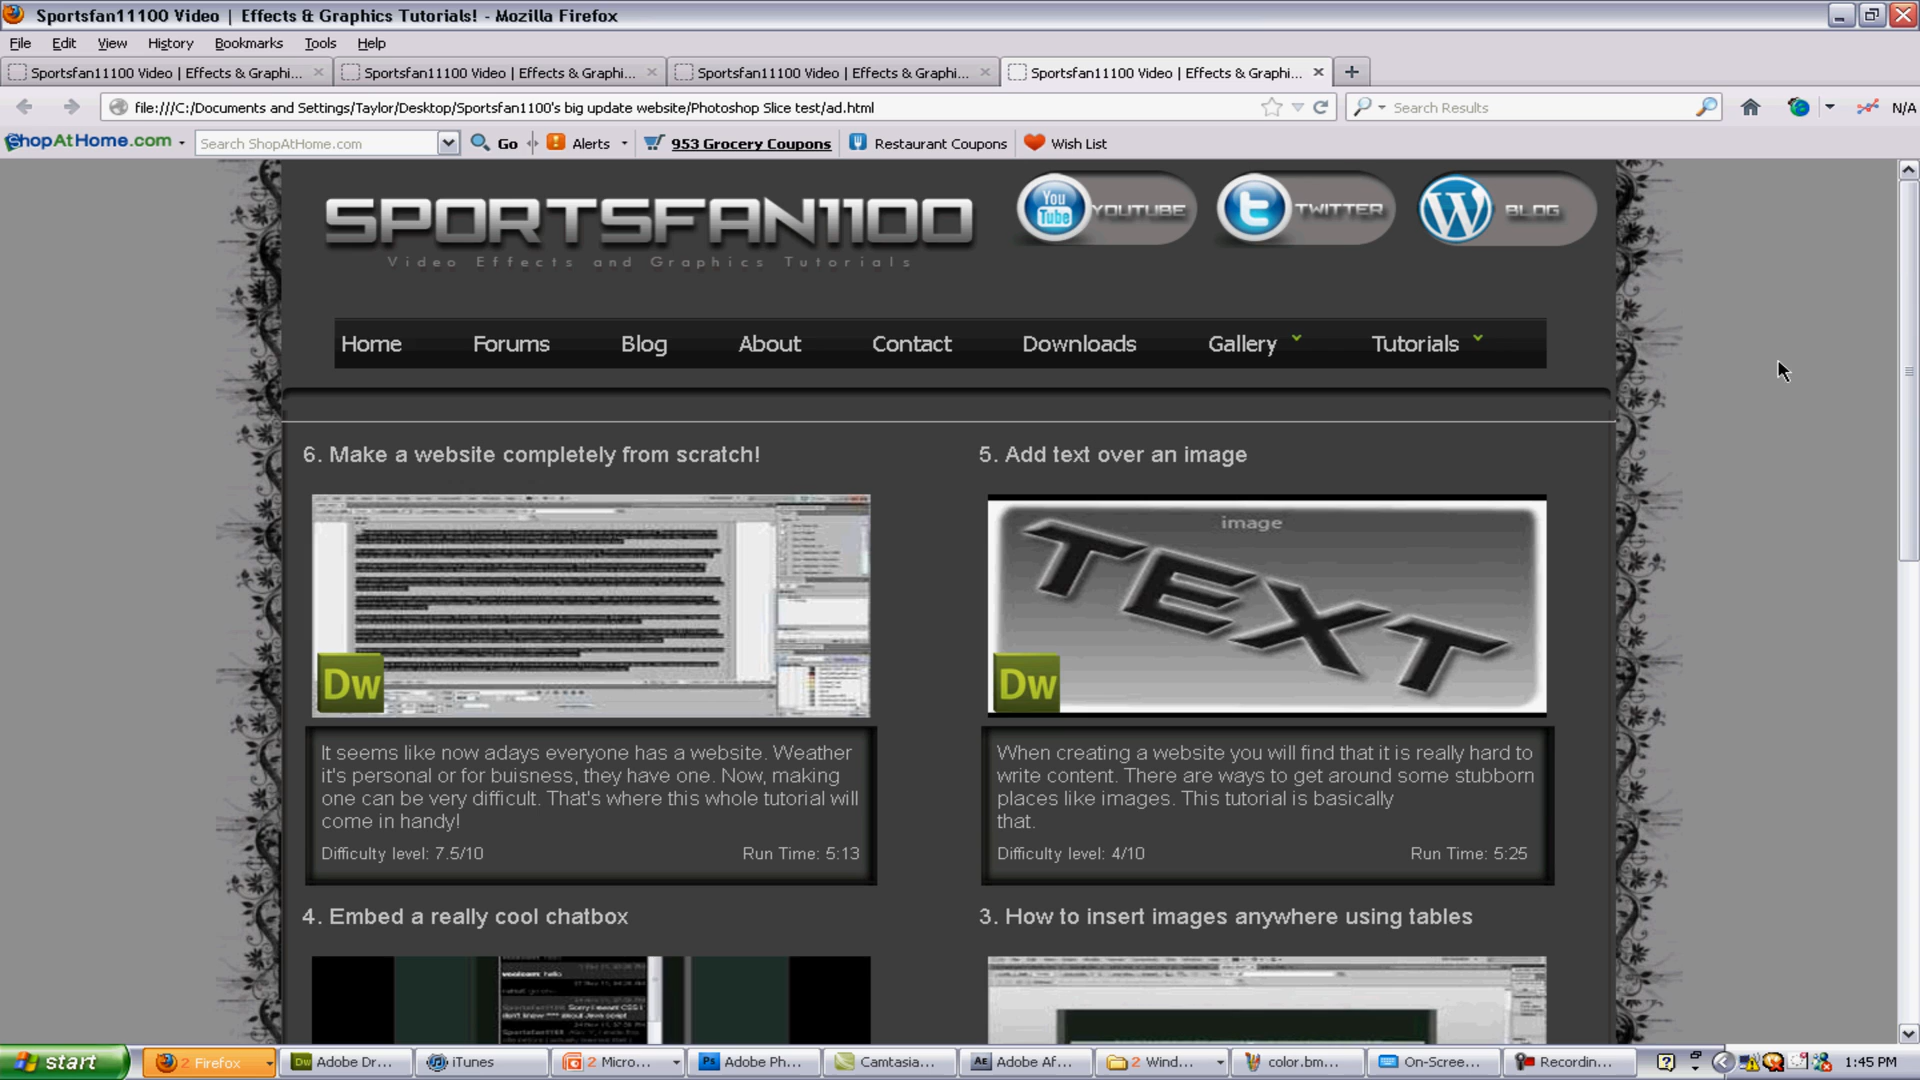 Sportsfan11100 Video | Effects & Graphics Tutorials! - Mozilla Firefox
File Edit View History Bookmarks Tools Help
Sportsfan11100 Video | Effects & Graphi... Sportsfan11100 Video | Effects & Graphi... Sportsfan11100 Video | Effects & Graphi... Sportsfan11100 Video | Effects & Graphi...
file:///C:/Documents and Settings/Taylor/Desktop/Sportsfan1100's big update website/Photoshop Slice test/ad.html Search Results N/A
ShopAtHome.com Search ShopAtHome.com Go Alerts 953 Grocery Coupons Restaurant Coupons Wish List
SPORTSFAN1100 You Tube YOUTUBE t TWITTER W BLOG
Video Effects and Graphics Tutorials
Home Forums Blog About Contact Downloads Gallery Tutorials
6. Make a website completely from scratch!
Dw
It seems like now adays everyone has a website. Weather
it's personal or for buisness, they have one. Now, making
one can be very difficult. That's where this whole tutorial will
come in handy!
Difficulty level: 7.5/10 Run Time: 5:13
5. Add text over an image
image
TEXT
Dw
When creating a website you will find that it is really hard to
write content. There are ways to get around some stubborn
places like images. This tutorial is basically
that.
Difficulty level: 4/10 Run Time: 5:25
4. Embed a really cool chatbox
3. How to insert images anywhere using tables
start 2 Firefox Dw Adobe Dr... iTunes 2 Micro... Ps Adobe Ph... Camtasia... AE Adobe Af... 2 Wind... color.bm... On-Scree... Recordin... 1:45 PM